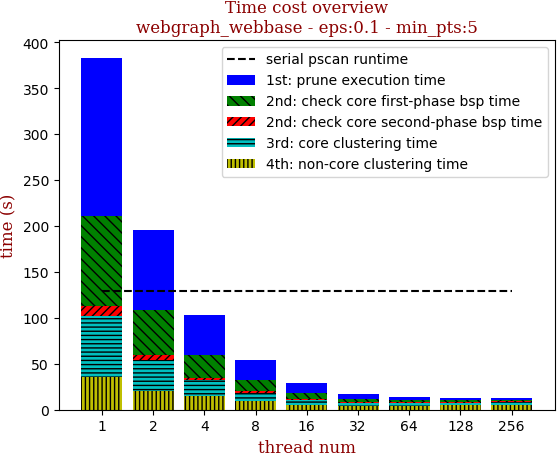 Time cost overview
webgraph_webbase - eps:0.1 - min_pts:5
400
350
300
250
200
150
100
50
0
time (s)
serial pscan runtime
1st: prune execution time
2nd: check core first-phase bsp time
2nd: check core second-phase bsp time
3rd: core clustering time
4th: non-core clustering time
1 2 4 8 16 32 64 128 256
thread num